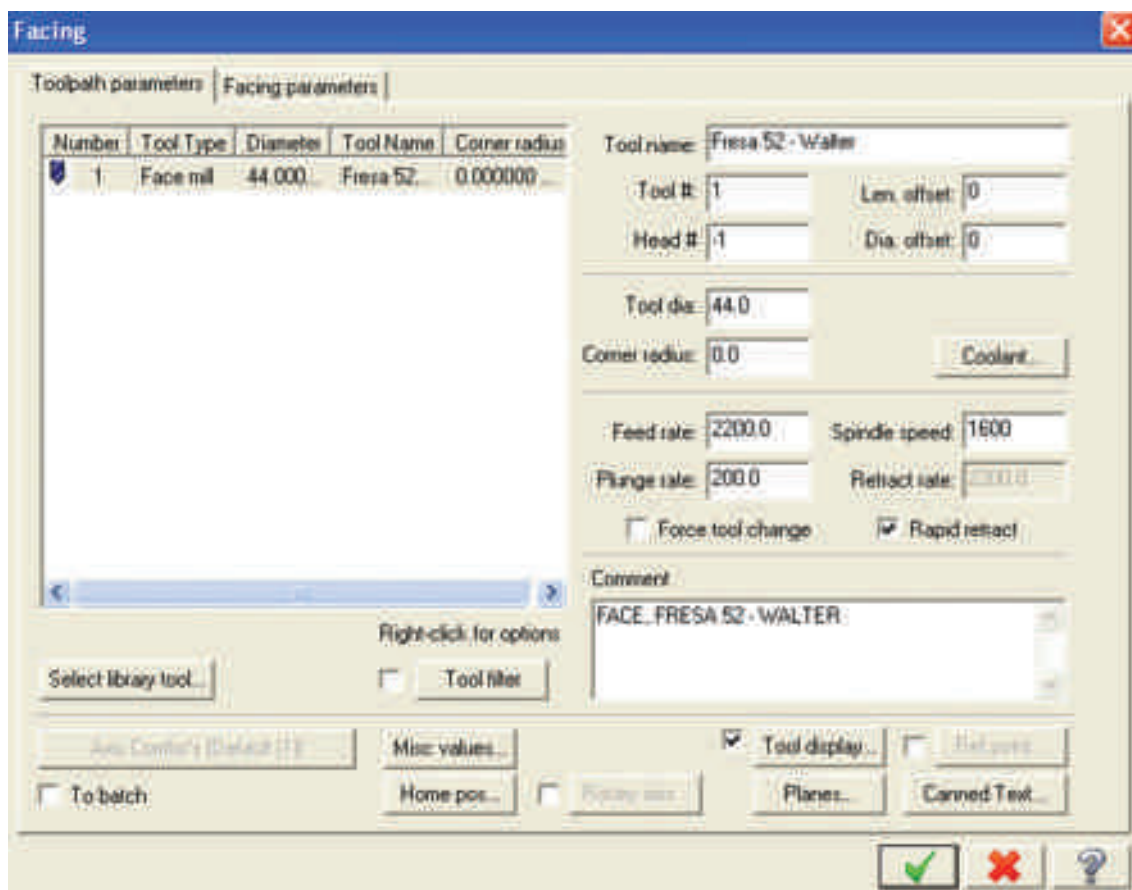 Facing
Toolpath parameters Facing parameters
Number Tool Type Diameter Tool Name Corner radius
1 Face mill 44.000... Fresa 52... 0.000000 ...
Right-click for options
Select library tool... Tool filter
Tool name: Fresa 52 - Walter
Tool #: 1 Len. offset: 0
Head # -1 Dia. offset: 0
Tool dia: 44.0
Corner radius: 0.0 Coolant...
Feed rate: 2200.0 Spindle speed: 1600
Plunge rate: 200.0 Retract rate:
Force tool change Rapid retract
Comment
FACE_FRESA 52 - WALTER
Misc values... Tool display...
To batch Home pos... Rotary axis Planes... Canned Text...